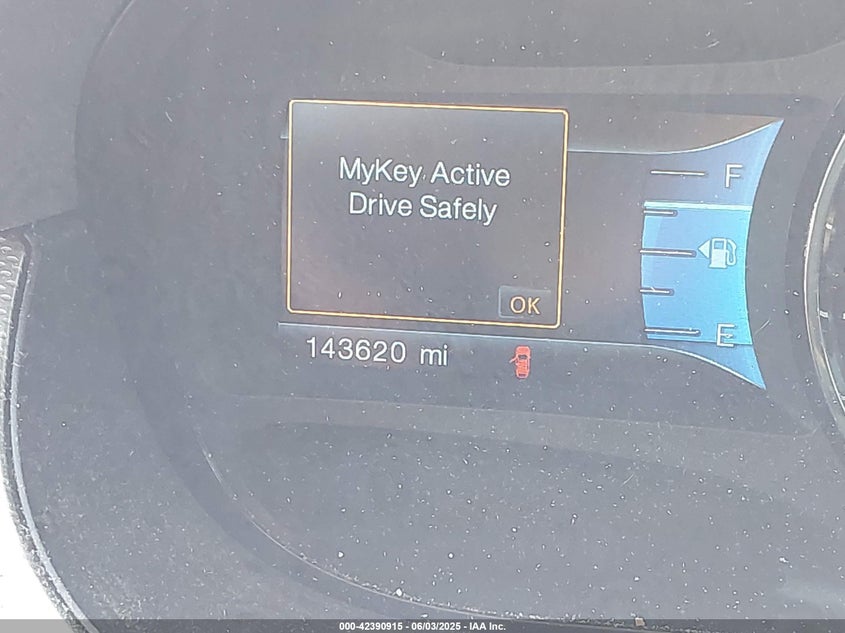 MyKey Active
Drive Safely
F
OK
E
143620 mi
000-42390915 - 06/03/2025 - IAA Inc.